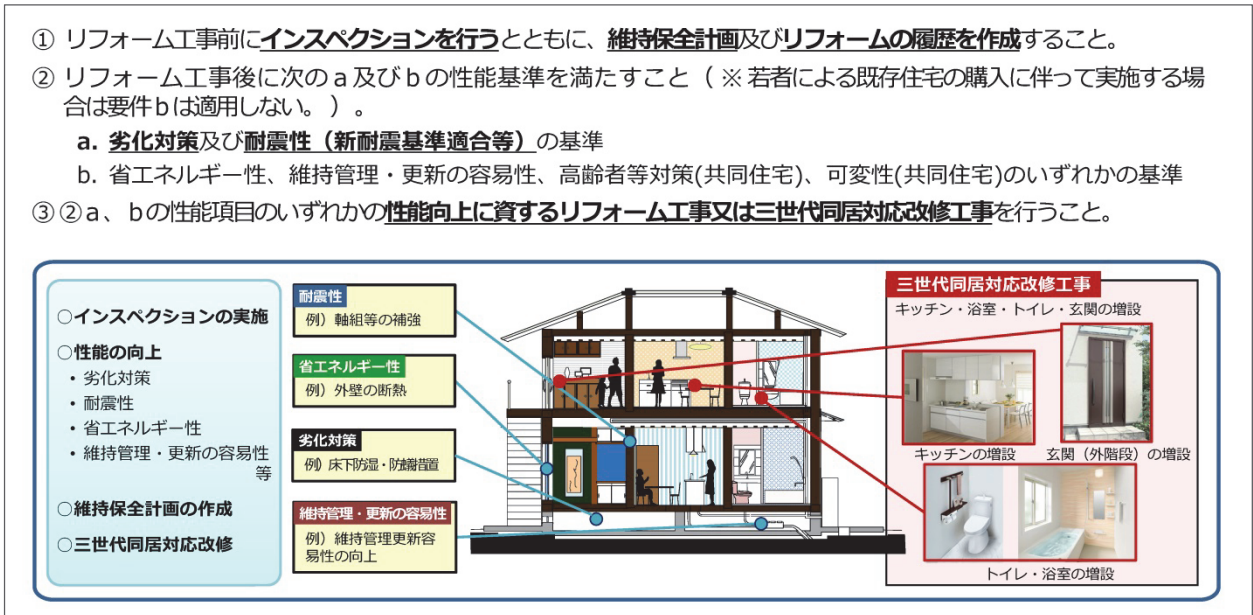 ① リフォーム工事前にインスペクションを行うとともに、維持保全計画及びリフォームの履歴を作成すること。
② リフォーム工事後に次のａ及びｂの性能基準を満たすこと（ ※ 若者による既存住宅の購入に伴って実施する場
合は要件ｂは適用しない。）。
a. 劣化対策及び耐震性（新耐震基準適合等）の基準
b. 省エネルギー性、維持管理・更新の容易性、高齢者等対策(共同住宅)、可変性(共同住宅)のいずれかの基準
③ ②ａ、ｂの性能項目のいずれかの性能向上に資するリフォーム工事又は三世代同居対応改修工事を行うこと。
○インスペクションの実施
○性能の向上
・ 劣化対策
・ 耐震性
・ 省エネルギー性
・ 維持管理・更新の容易性
等
○維持保全計画の作成
○三世代同居対応改修
耐震性
例）軸組等の補強
省エネルギー性
例）外壁の断熱
劣化対策
例）床下防湿・防蟻措置
維持管理・更新の容易性
例）維持管理更新容
易性の向上
三世代同居対応改修工事
キッチン・浴室・トイレ・玄関の増設
キッチンの増設
玄関（外階段）の増設
トイレ・浴室の増設